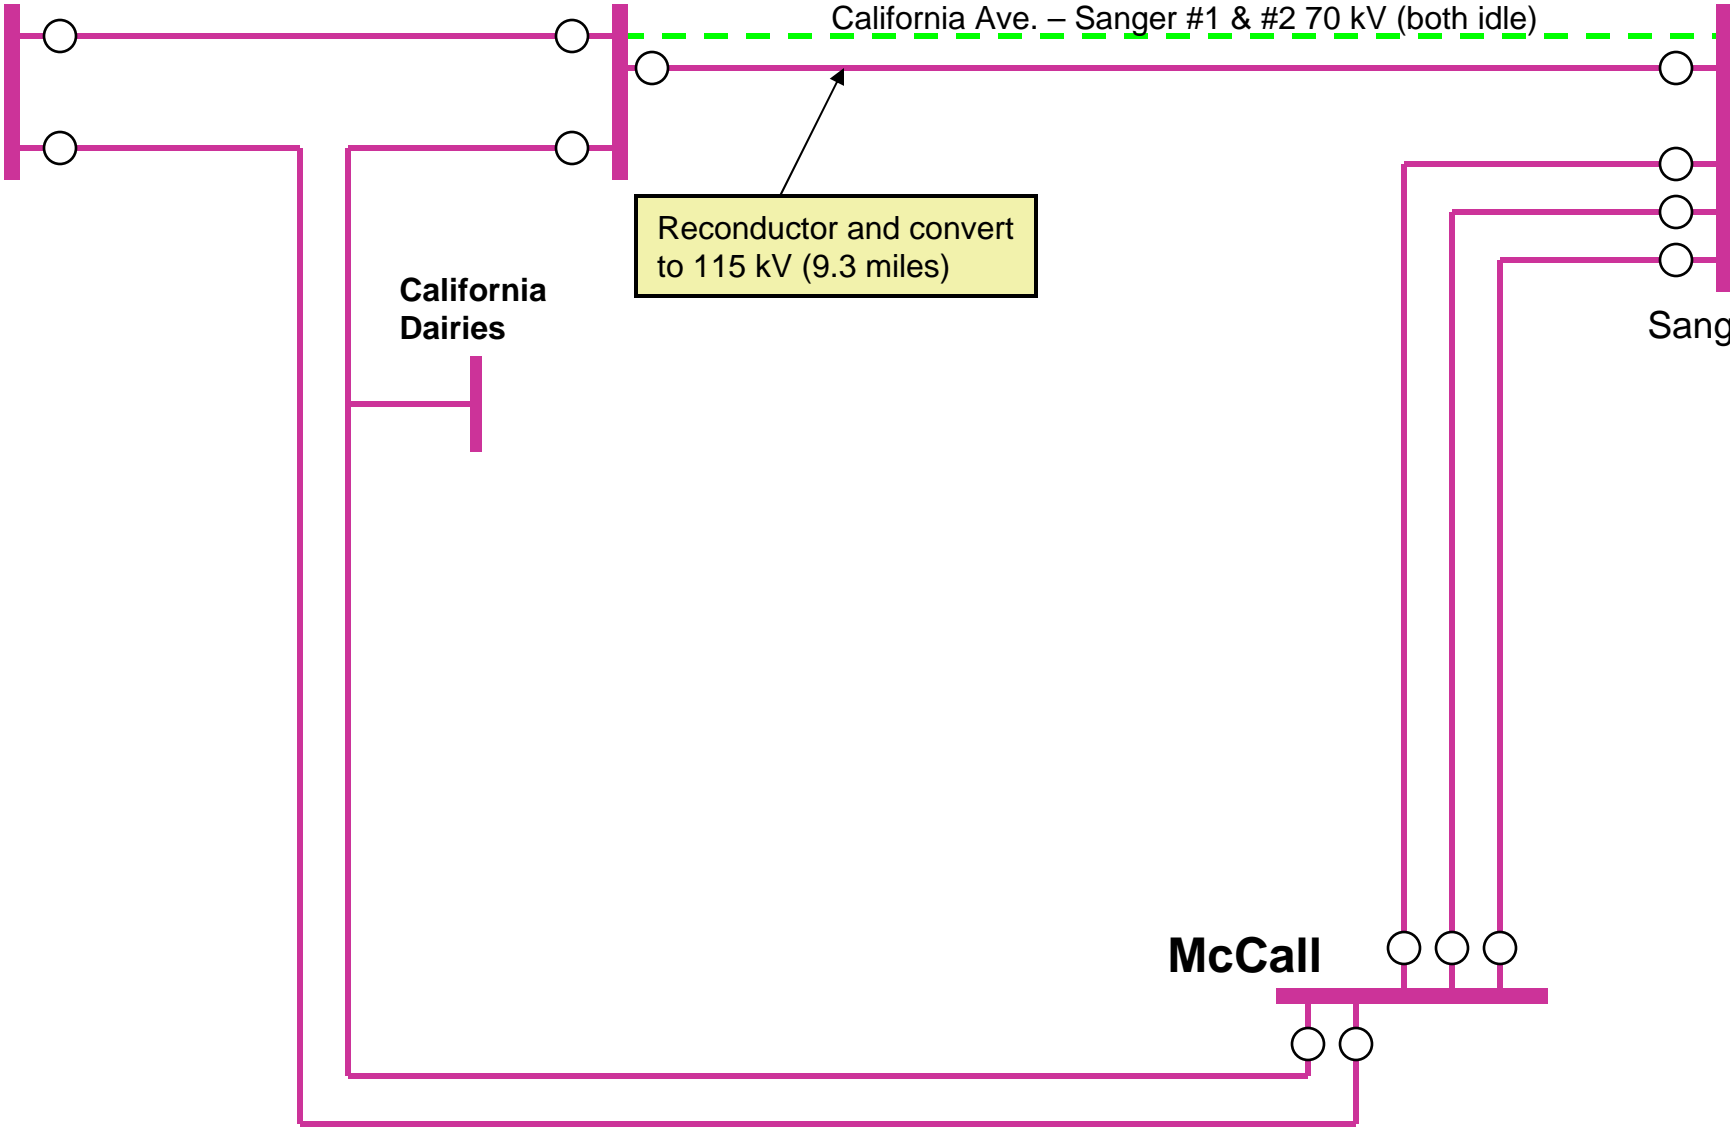 California Ave. – Sanger #1 & #2 70 kV (both idle)
Reconductor and convert
to 115 kV (9.3 miles)
California
Dairies
Sang
McCall